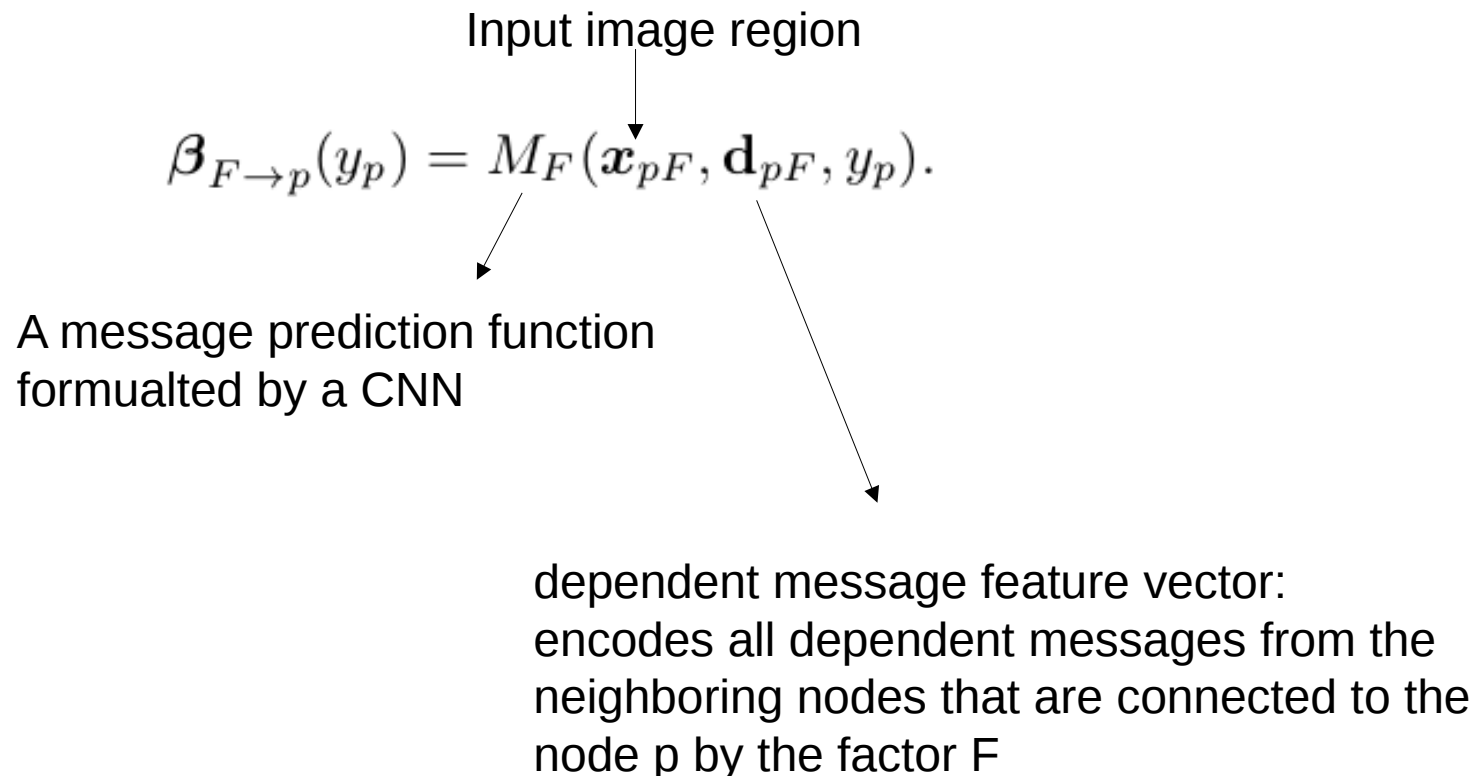 Input image region
𝜷_{F→p}(y_p) = M_F(𝒙_{pF}, 𝐝_{pF}, y_p).
A message prediction function
formualted by a CNN
dependent message feature vector:
encodes all dependent messages from the
neighboring nodes that are connected to the
node p by the factor F